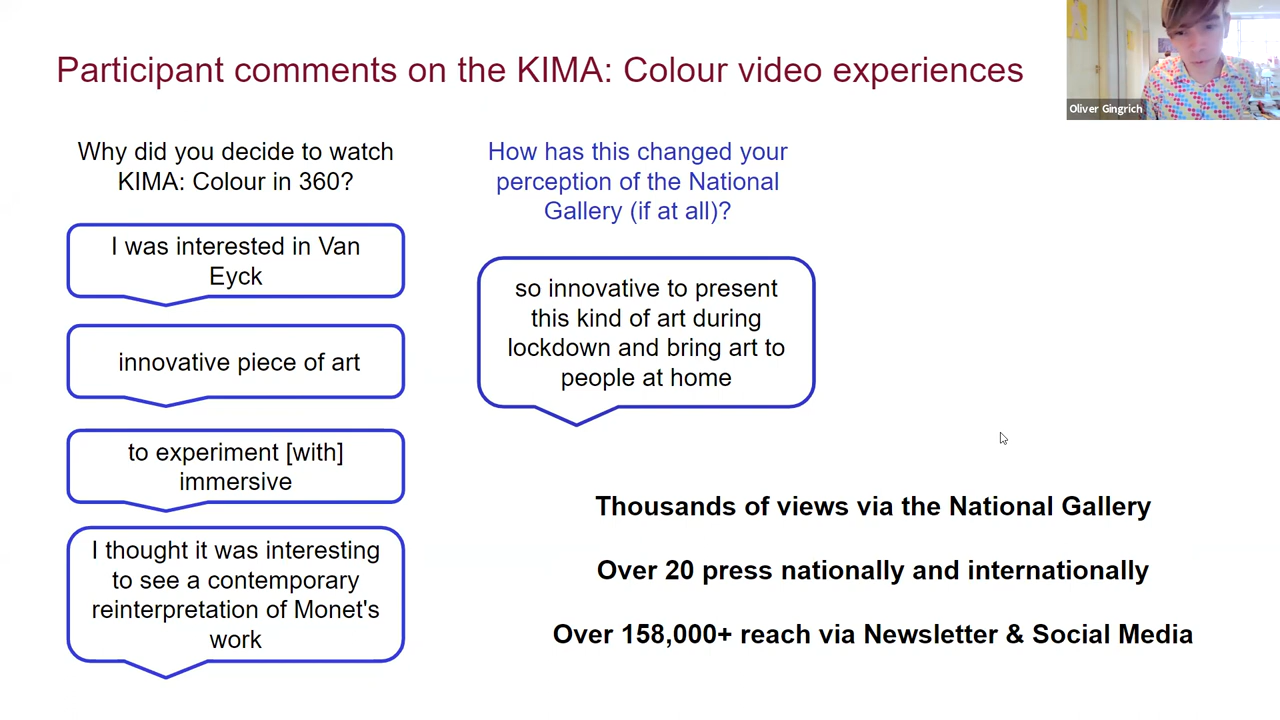 Participant comments on the KIMA: Colour video experiences
Oliver Gingrich
Why did you decide to watch
KIMA: Colour in 360?
I was interested in Van
Eyck
innovative piece of art
to experiment [with]
immersive
I thought it was interesting
to see a contemporary
reinterpretation of Monet's
work
How has this changed your
perception of the National
Gallery (if at all)?
so innovative to present
this kind of art during
lockdown and bring art to
people at home
Thousands of views via the National Gallery
Over 20 press nationally and internationally
Over 158,000+ reach via Newsletter & Social Media